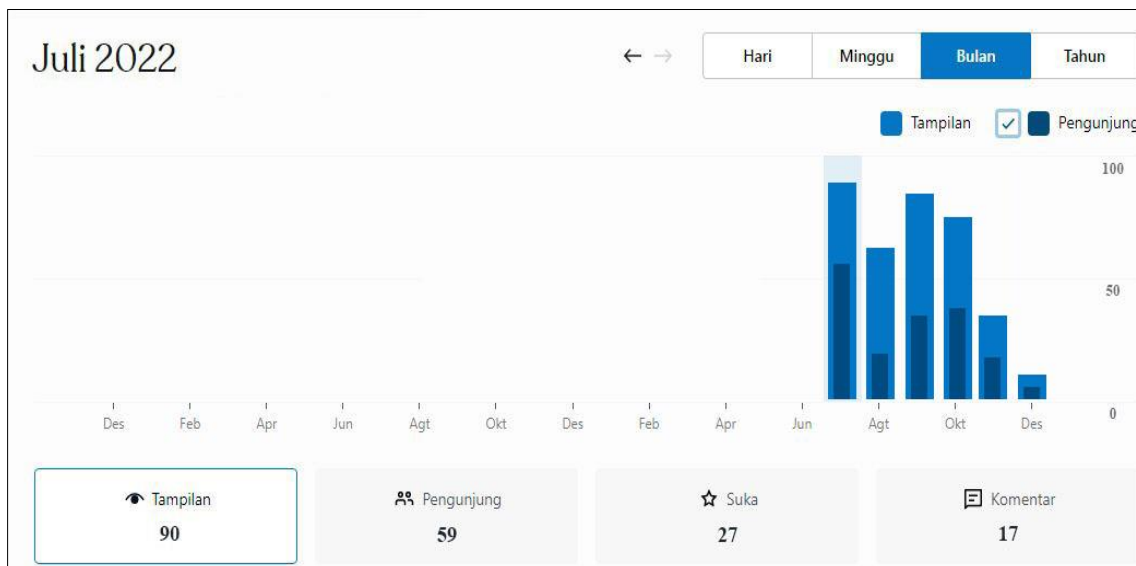 Juli 2022
← → Hari Minggu Bulan Tahun
Tampilan Pengunjung
100
50
0
Des Feb Apr Jun Agt Okt Des Feb Apr Jun Agt Okt Des
Tampilan Pengunjung Suka Komentar
90 59 27 17